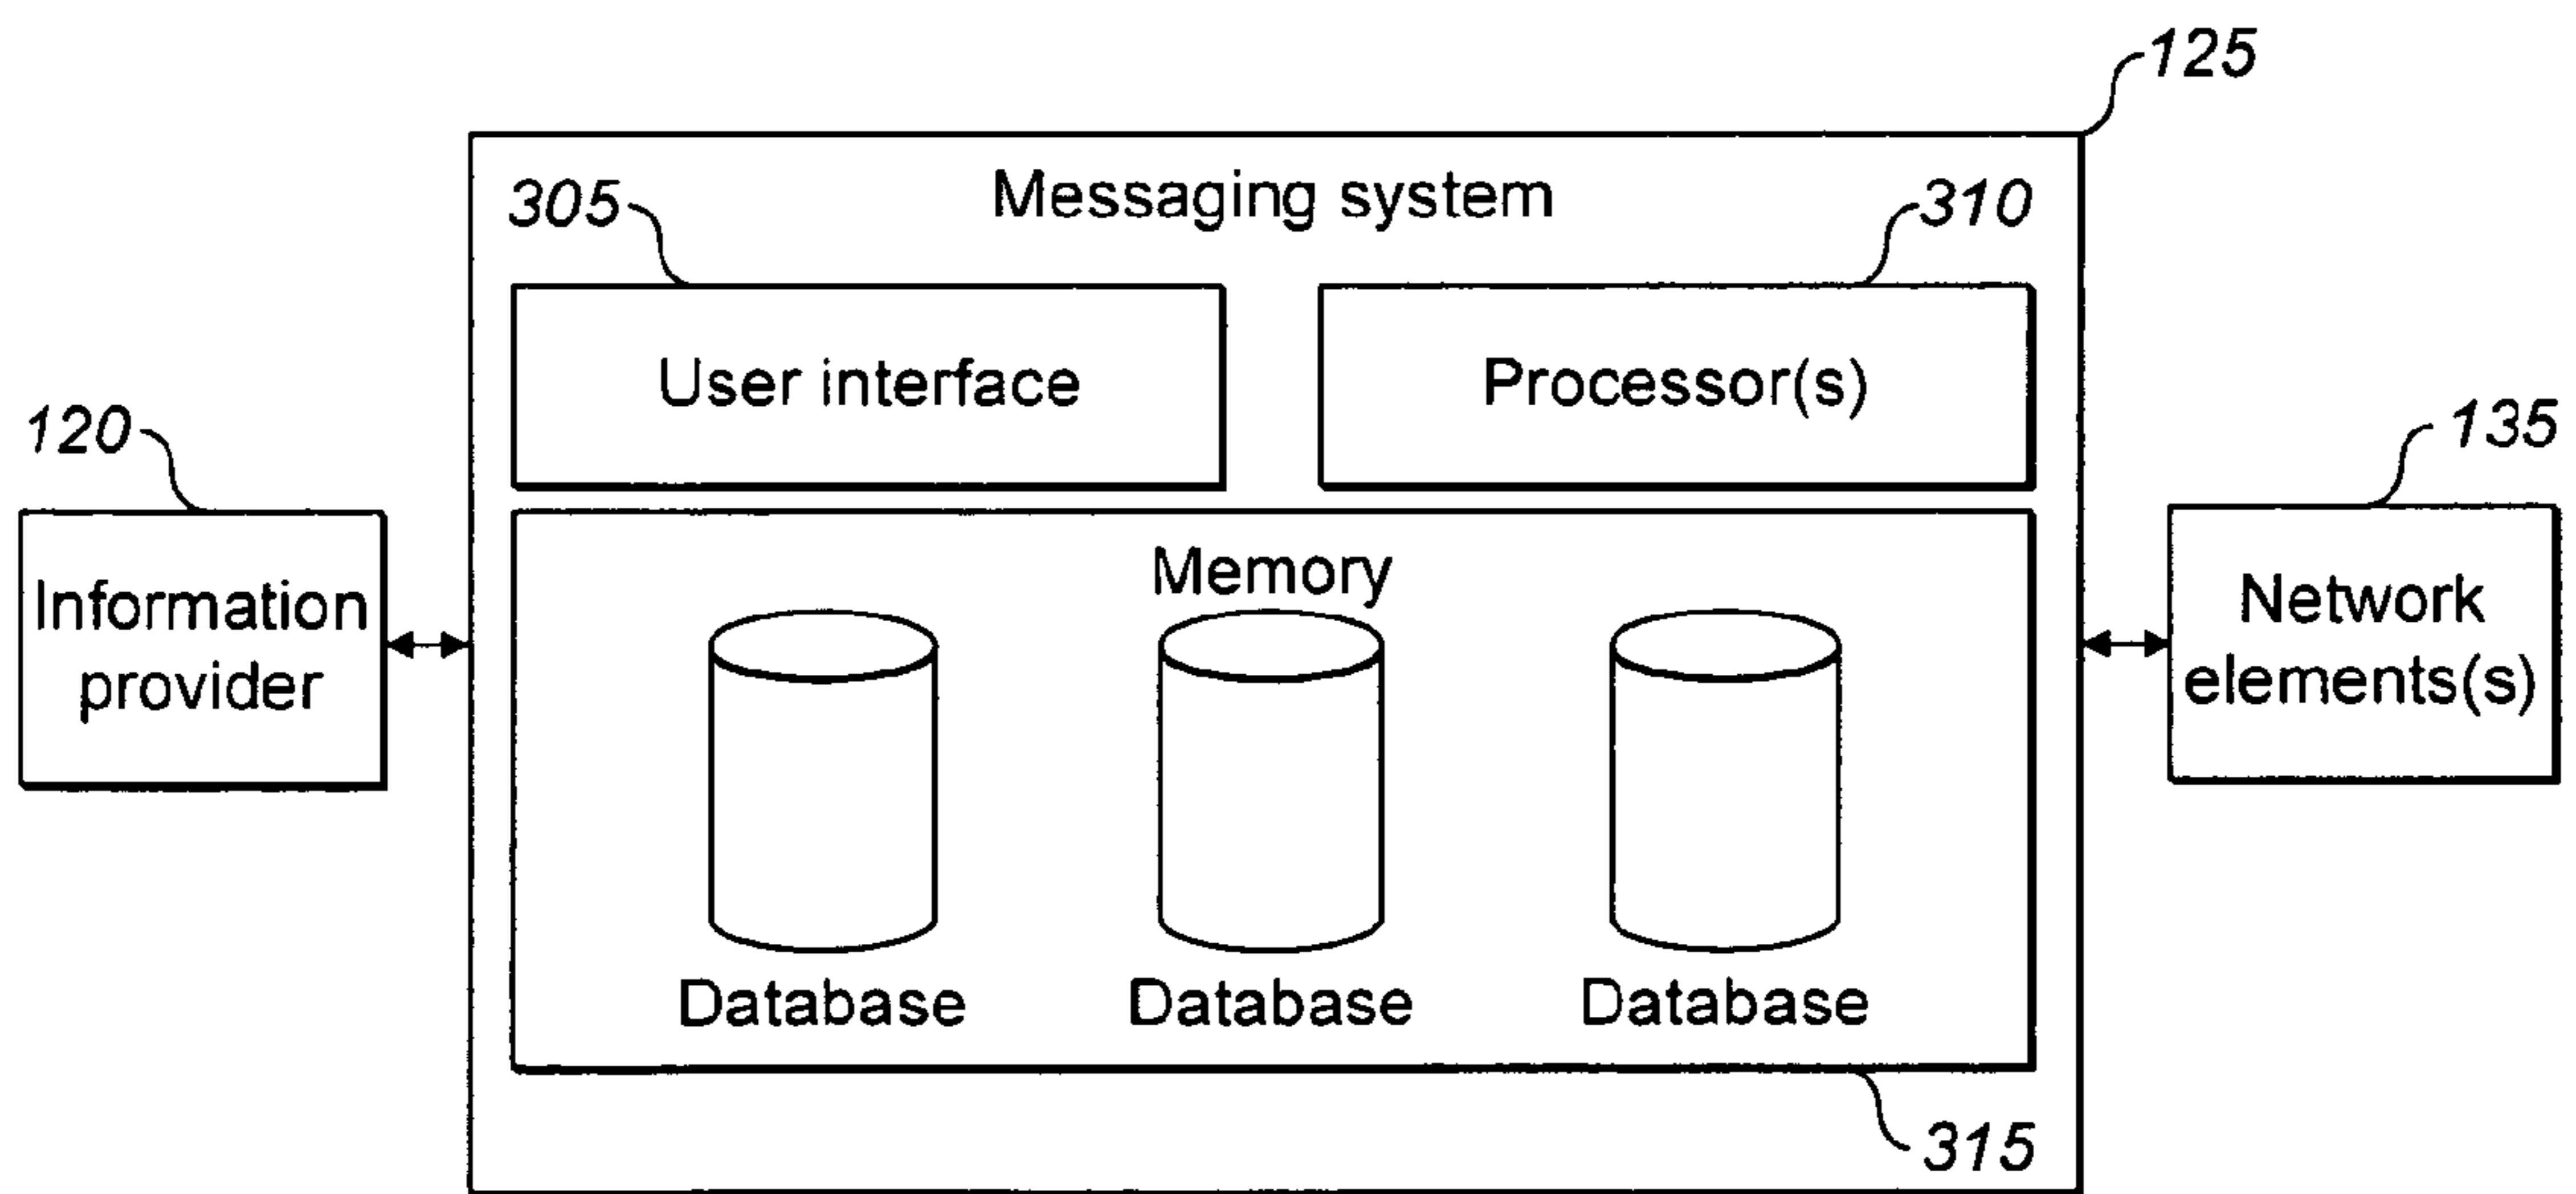 125
Messaging system
305
310
User interface
Processor(s)
120
135
Information
provider
Memory
Network
elements(s)
Database
Database
Database
315